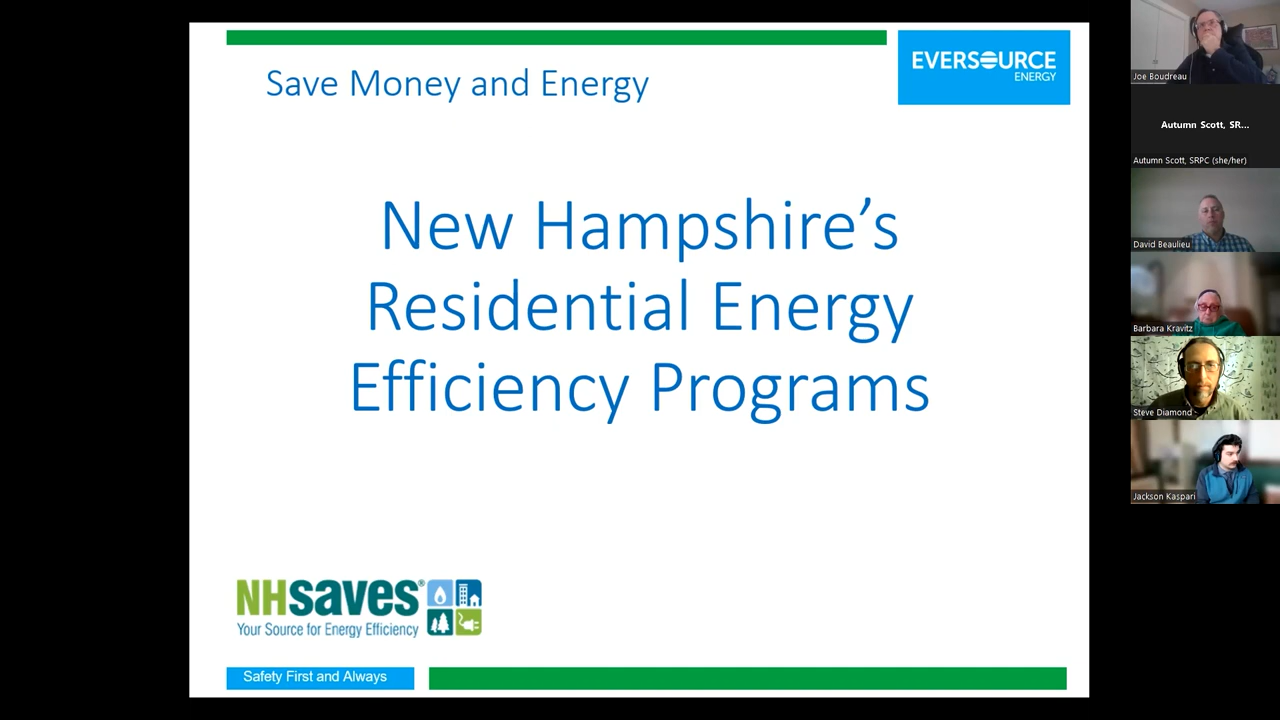 Save Money and Energy
EVERSOURCE
ENERGY
New Hampshire’s
Residential Energy
Efficiency Programs
NHsaves®
Your Source for Energy Efficiency
Safety First and Always
Joe Boudreau
Autumn Scott, SR...
Autumn Scott, SRPC (she/her)
David Beaulieu
Barbara Kravitz
Steve Diamond
Jackson Kaspari